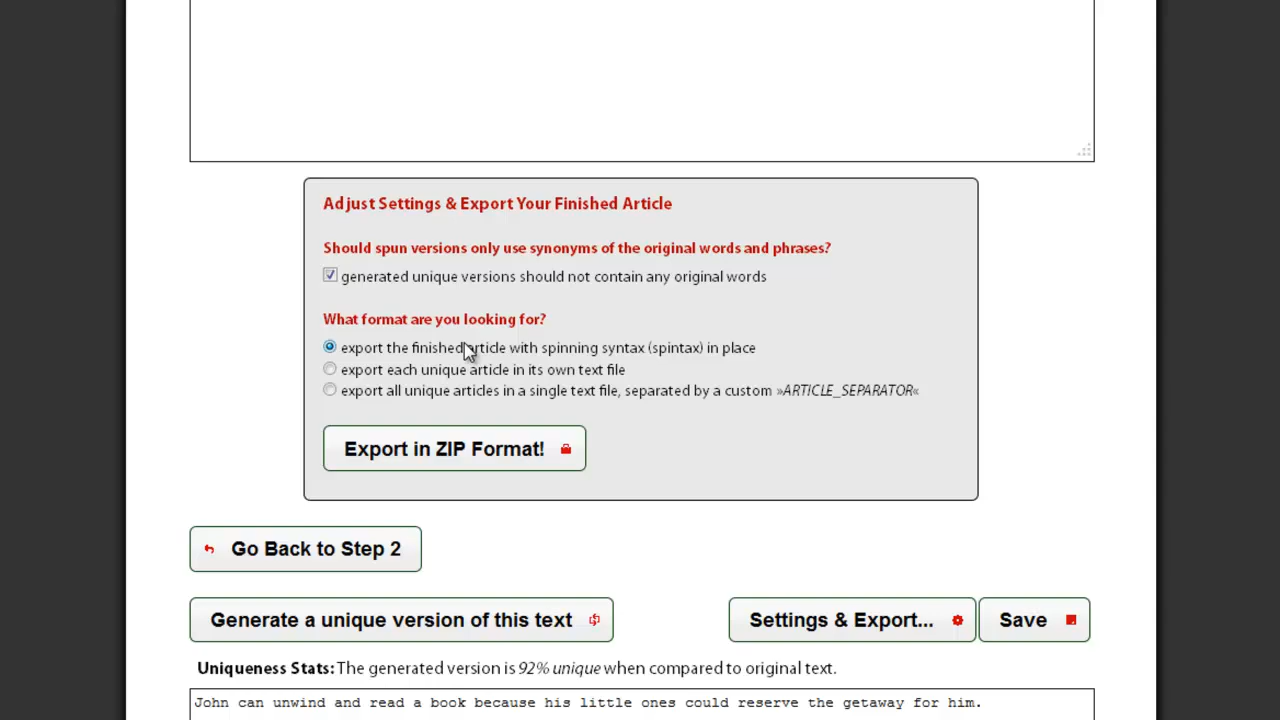 Adjust Settings & Export Your Finished Article
Should spun versions only use synonyms of the original words and phrases?
generated unique versions should not contain any original words
What format are you looking for?
export the finished article with spinning syntax (spintax) in place
export each unique article in its own text file
export all unique articles in a single text file, separated by a custom »ARTICLE_SEPARATOR«
Export in ZIP Format!
Go Back to Step 2
Generate a unique version of this text Settings & Export... Save
Uniqueness Stats: The generated version is 92% unique when compared to original text.
John can unwind and read a book because his little ones could reserve the getaway for him.